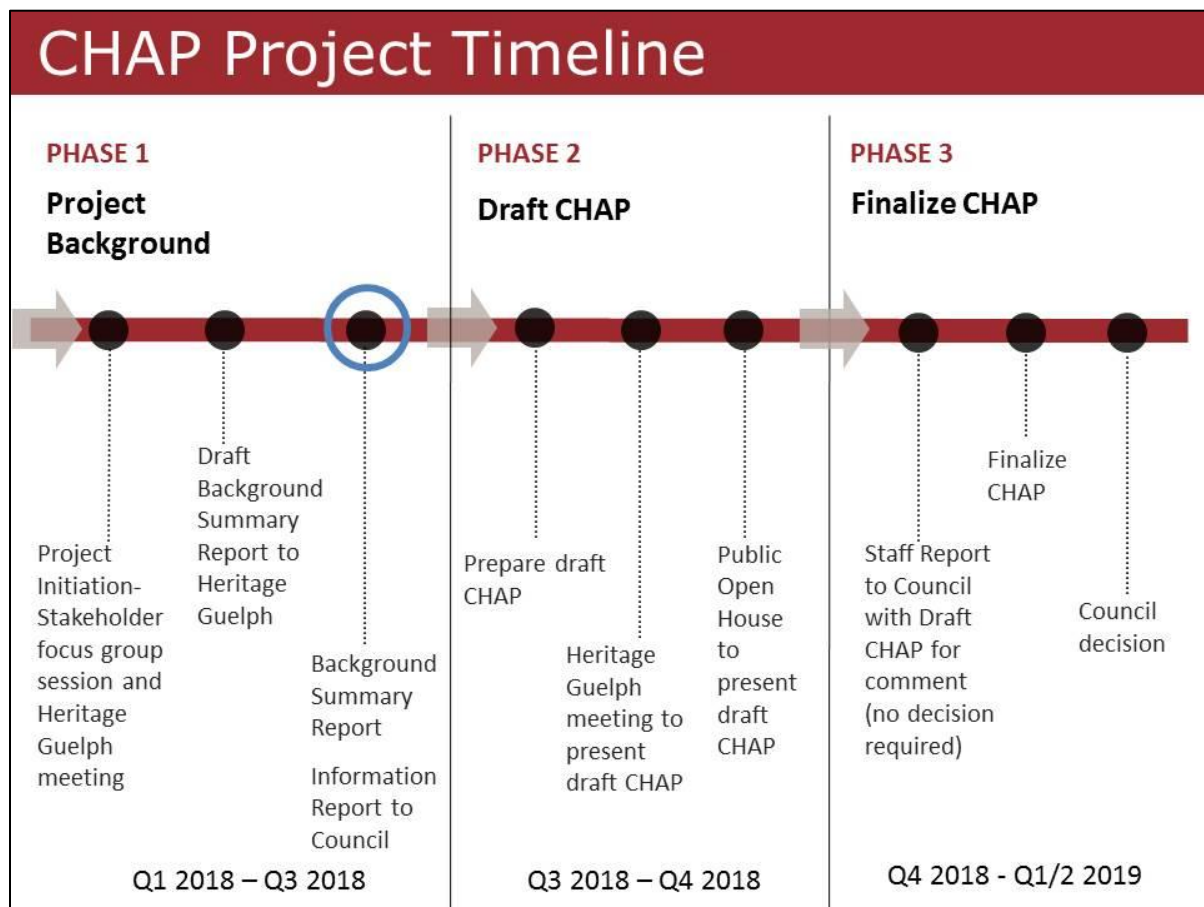 CHAP Project Timeline
PHASE 1
Project
Background
Project
Initiation-
Stakeholder
focus group
session and
Heritage
Guelph
meeting
Draft
Background
Summary
Report to
Heritage
Guelph
Background
Summary
Report
Information
Report to
Council
Q1 2018 – Q3 2018
PHASE 2
Draft CHAP
Prepare draft
CHAP
Heritage
Guelph
meeting to
present
draft CHAP
Public
Open
House
to
present
draft
CHAP
Q3 2018 – Q4 2018
PHASE 3
Finalize CHAP
Staff Report
to Council
with Draft
CHAP for
comment
(no decision
required)
Finalize
CHAP
Council
decision
Q4 2018 - Q1/2 2019